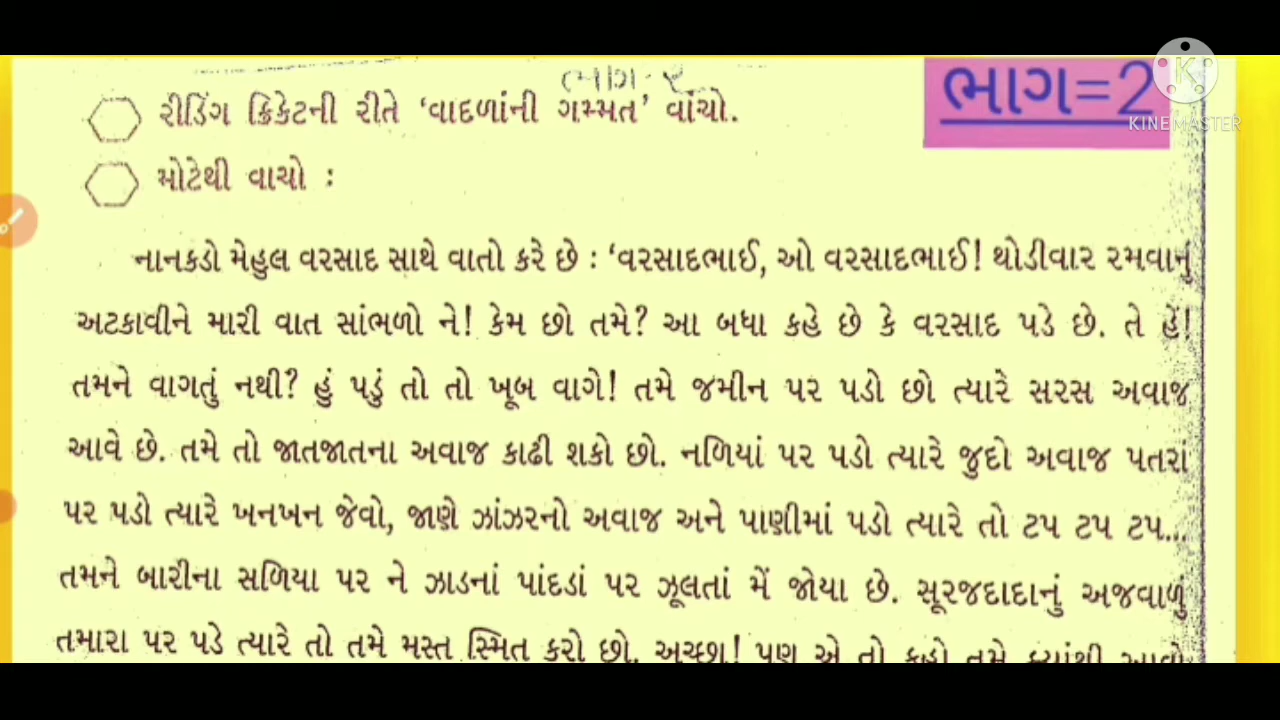 ભાગ-૨
ભાગ=2
KINEMASTER
રીડિંગ ક્રિકેટની રીતે 'વાદળાંની ગમ્મત' વાંચો.
મોટેથી વાચો :
નાનકડો મેહુલ વરસાદ સાથે વાતો કરે છે : 'વરસાદભાઈ, ઓ વરસાદભાઈ! થોડીવાર રમવાનું
અટકાવીને મારી વાત સાંભળો ને! કેમ છો તમે? આ બધા કહે છે કે વરસાદ પડે છે. તે હેં!
તમને વાગતું નથી? હું પડું તો તો ખૂબ વાગે! તમે જમીન પર પડો છો ત્યારે સરસ અવાજ
આવે છે. તમે તો જાતજાતના અવાજ કાઢી શકો છો. નળિયાં પર પડો ત્યારે જુદો અવાજ પતરાં
પર પડો ત્યારે ખનખન જેવો, જાણે ઝાંઝરનો અવાજ અને પાણીમાં પડો ત્યારે તો ટપ ટપ ટપ...
તમને બારીના સળિયા પર ને ઝાડનાં પાંદડાં પર ઝૂલતાં મેં જોયા છે. સૂરજદાદાનું અજવાળું
તમારા પર પડે ત્યારે તો તમે મસ્ત સ્મિત કરો છો. અચ્છા! પણ એ તો કહો તમે ક્યાંથી આવો